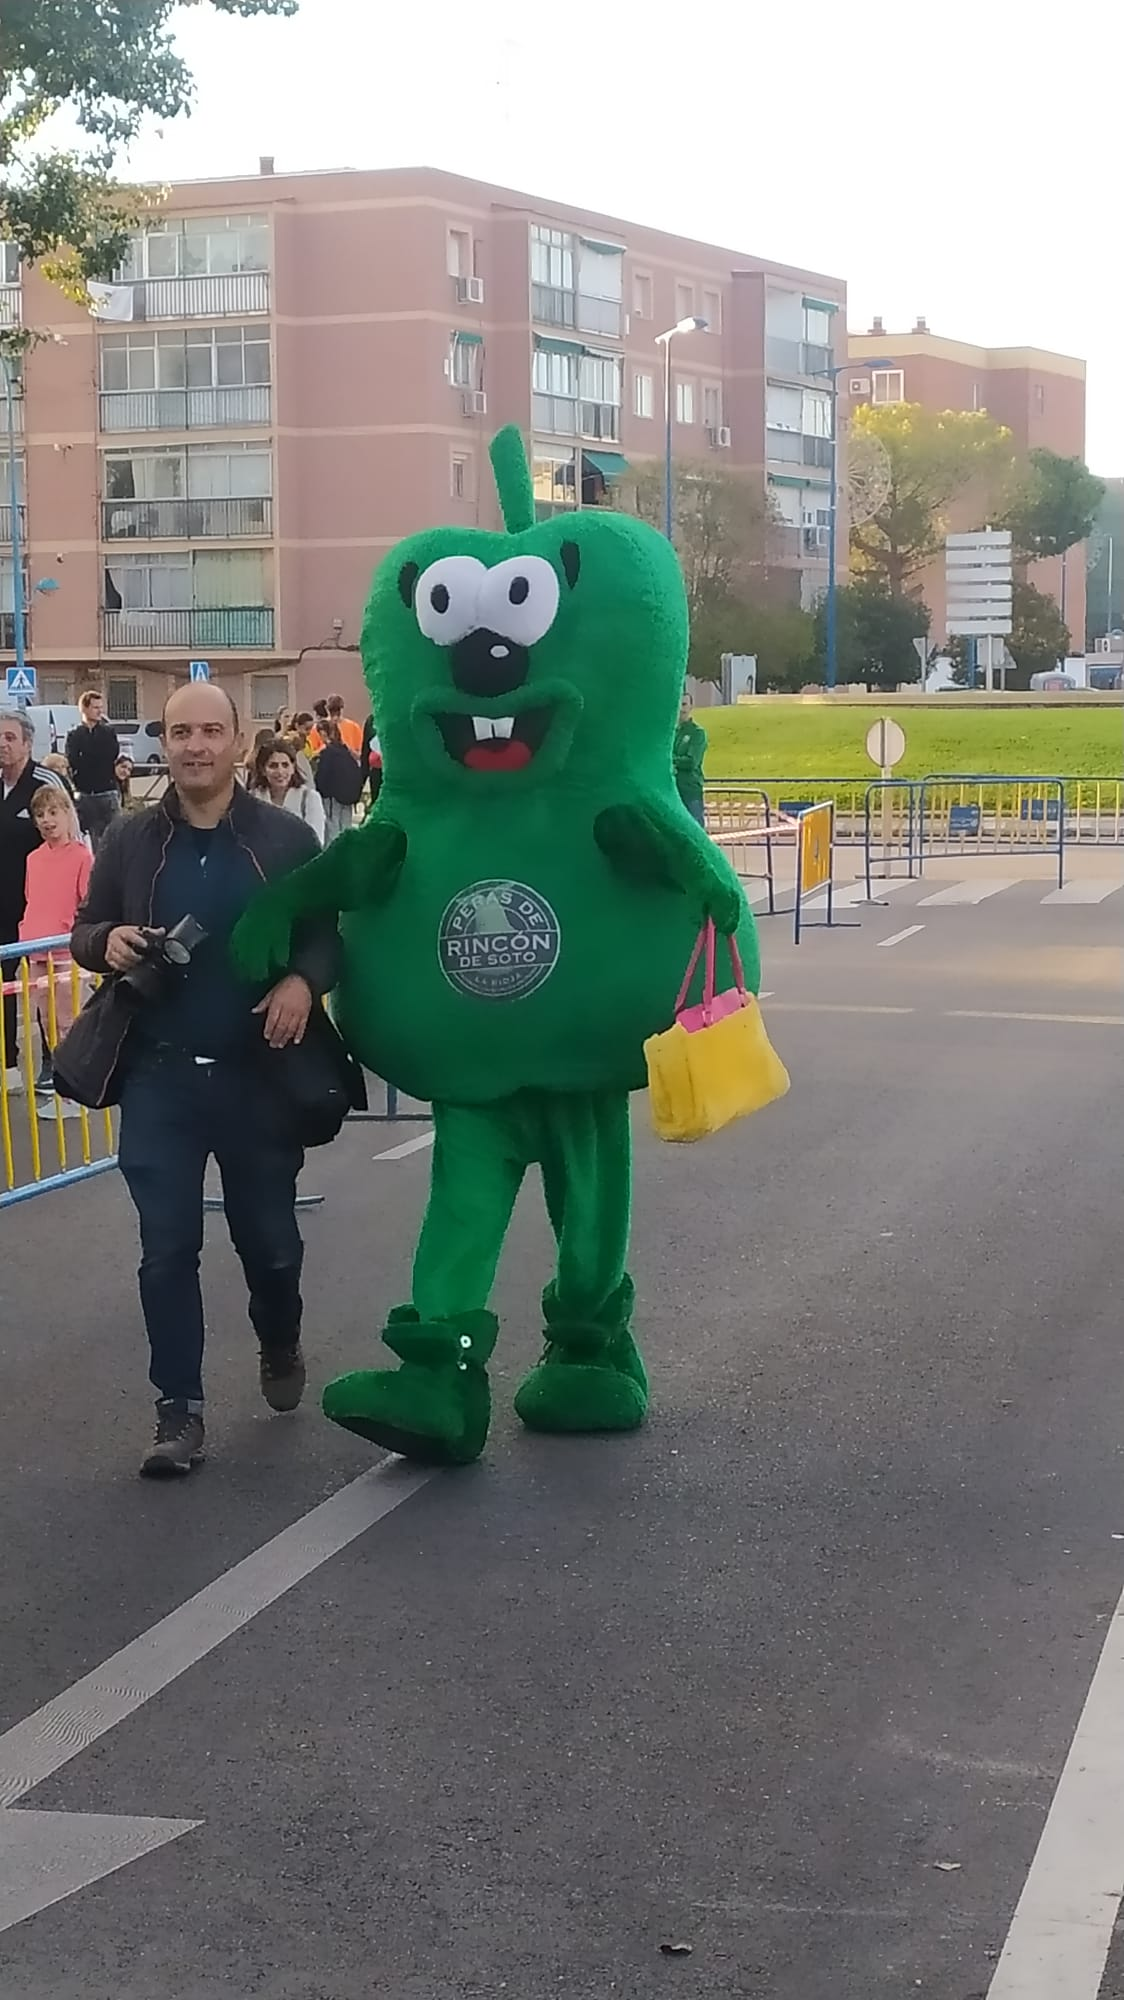 PERAS DE
RINCÓN
DE SOTO
LA RIOJA